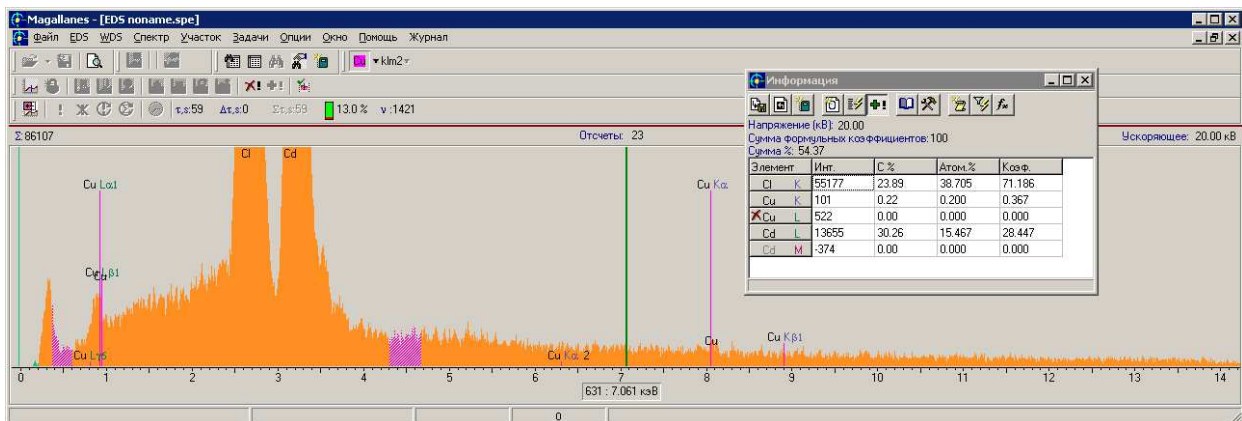 Magallanes - [EDS noname.spe]
Файл EDS WDS Спектр Участок Задачи Опции Окно Помощь Журнал
Cu klm2
τ,s:59 Δτ,s:0 Στ,s:59 13.0 % ν :1421
Σ: 86107 Отсчеты: 23 Ускоряющее: 20.00 кВ
Информация
Напряжение (кВ): 20.00
Сумма формульных коэффициентов: 100
Сумма %: 54.37
Элемент Инт. C % Атом.% Коэф.
Cl K 55177 23.89 38.705 71.186
Cu K 101 0.22 0.200 0.367
Cu L 522 0.00 0.000 0.000
Cd L 13655 30.26 15.467 28.447
Cd M -374 0.00 0.000 0.000
Cl Cd
Cu Lα1 Cu Kα
Cu Lβ1
Cu
Cu Lγ5 Cu Kα 2 Cu Cu Kβ1
0 1 2 3 4 5 6 7 8 9 10 11 12 13 14
631 : 7.061 кэВ
0